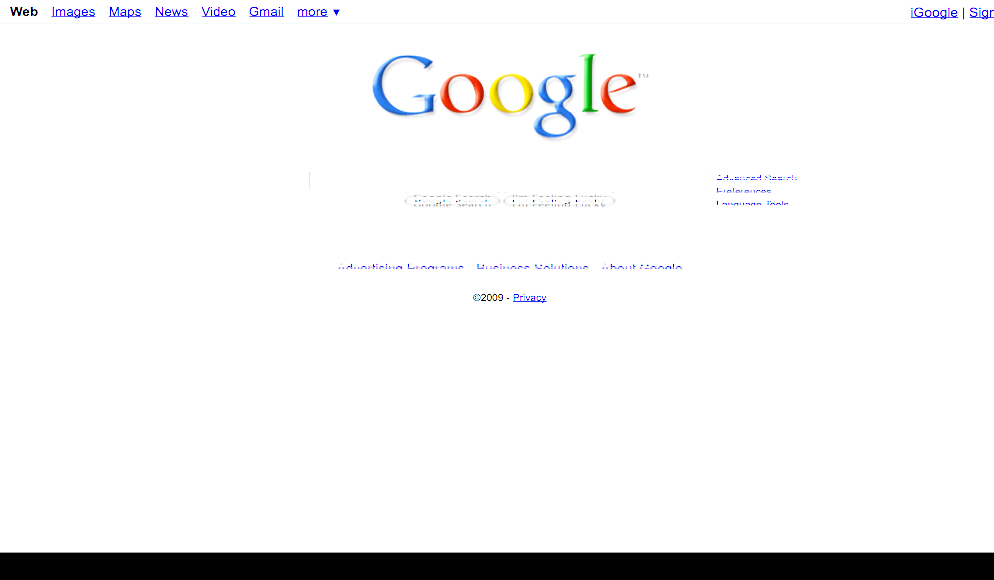 Web Images Maps News Video Gmail more ▼ iGoogle | Sign
Google™
Advanced Search
Google Search I'm Feeling Lucky Preferences
Language Tools
Advertising Programs Business Solutions About Google
©2009 - Privacy